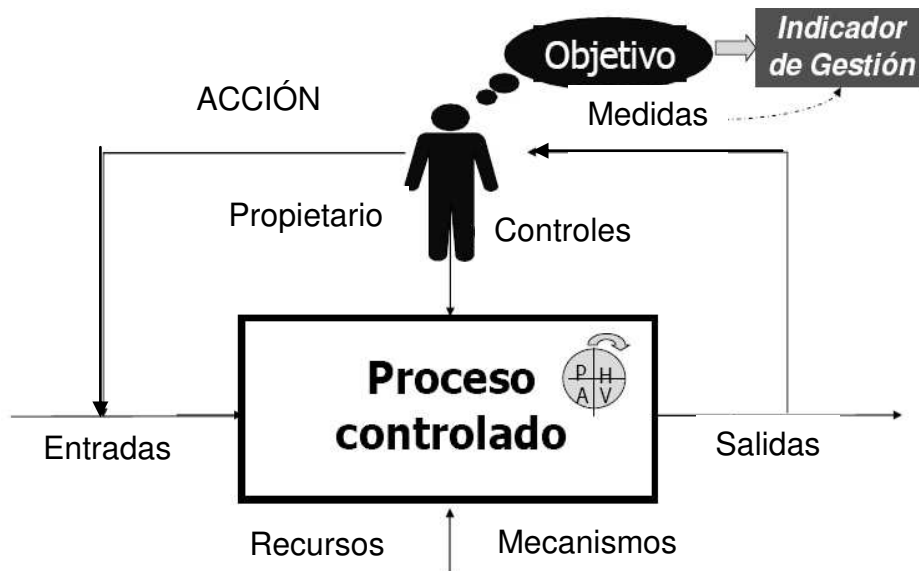 Objetivo
Indicador
de Gestión
ACCIÓN
Medidas
Propietario
Controles
Proceso
controlado
P H
A V
Entradas
Salidas
Recursos
Mecanismos